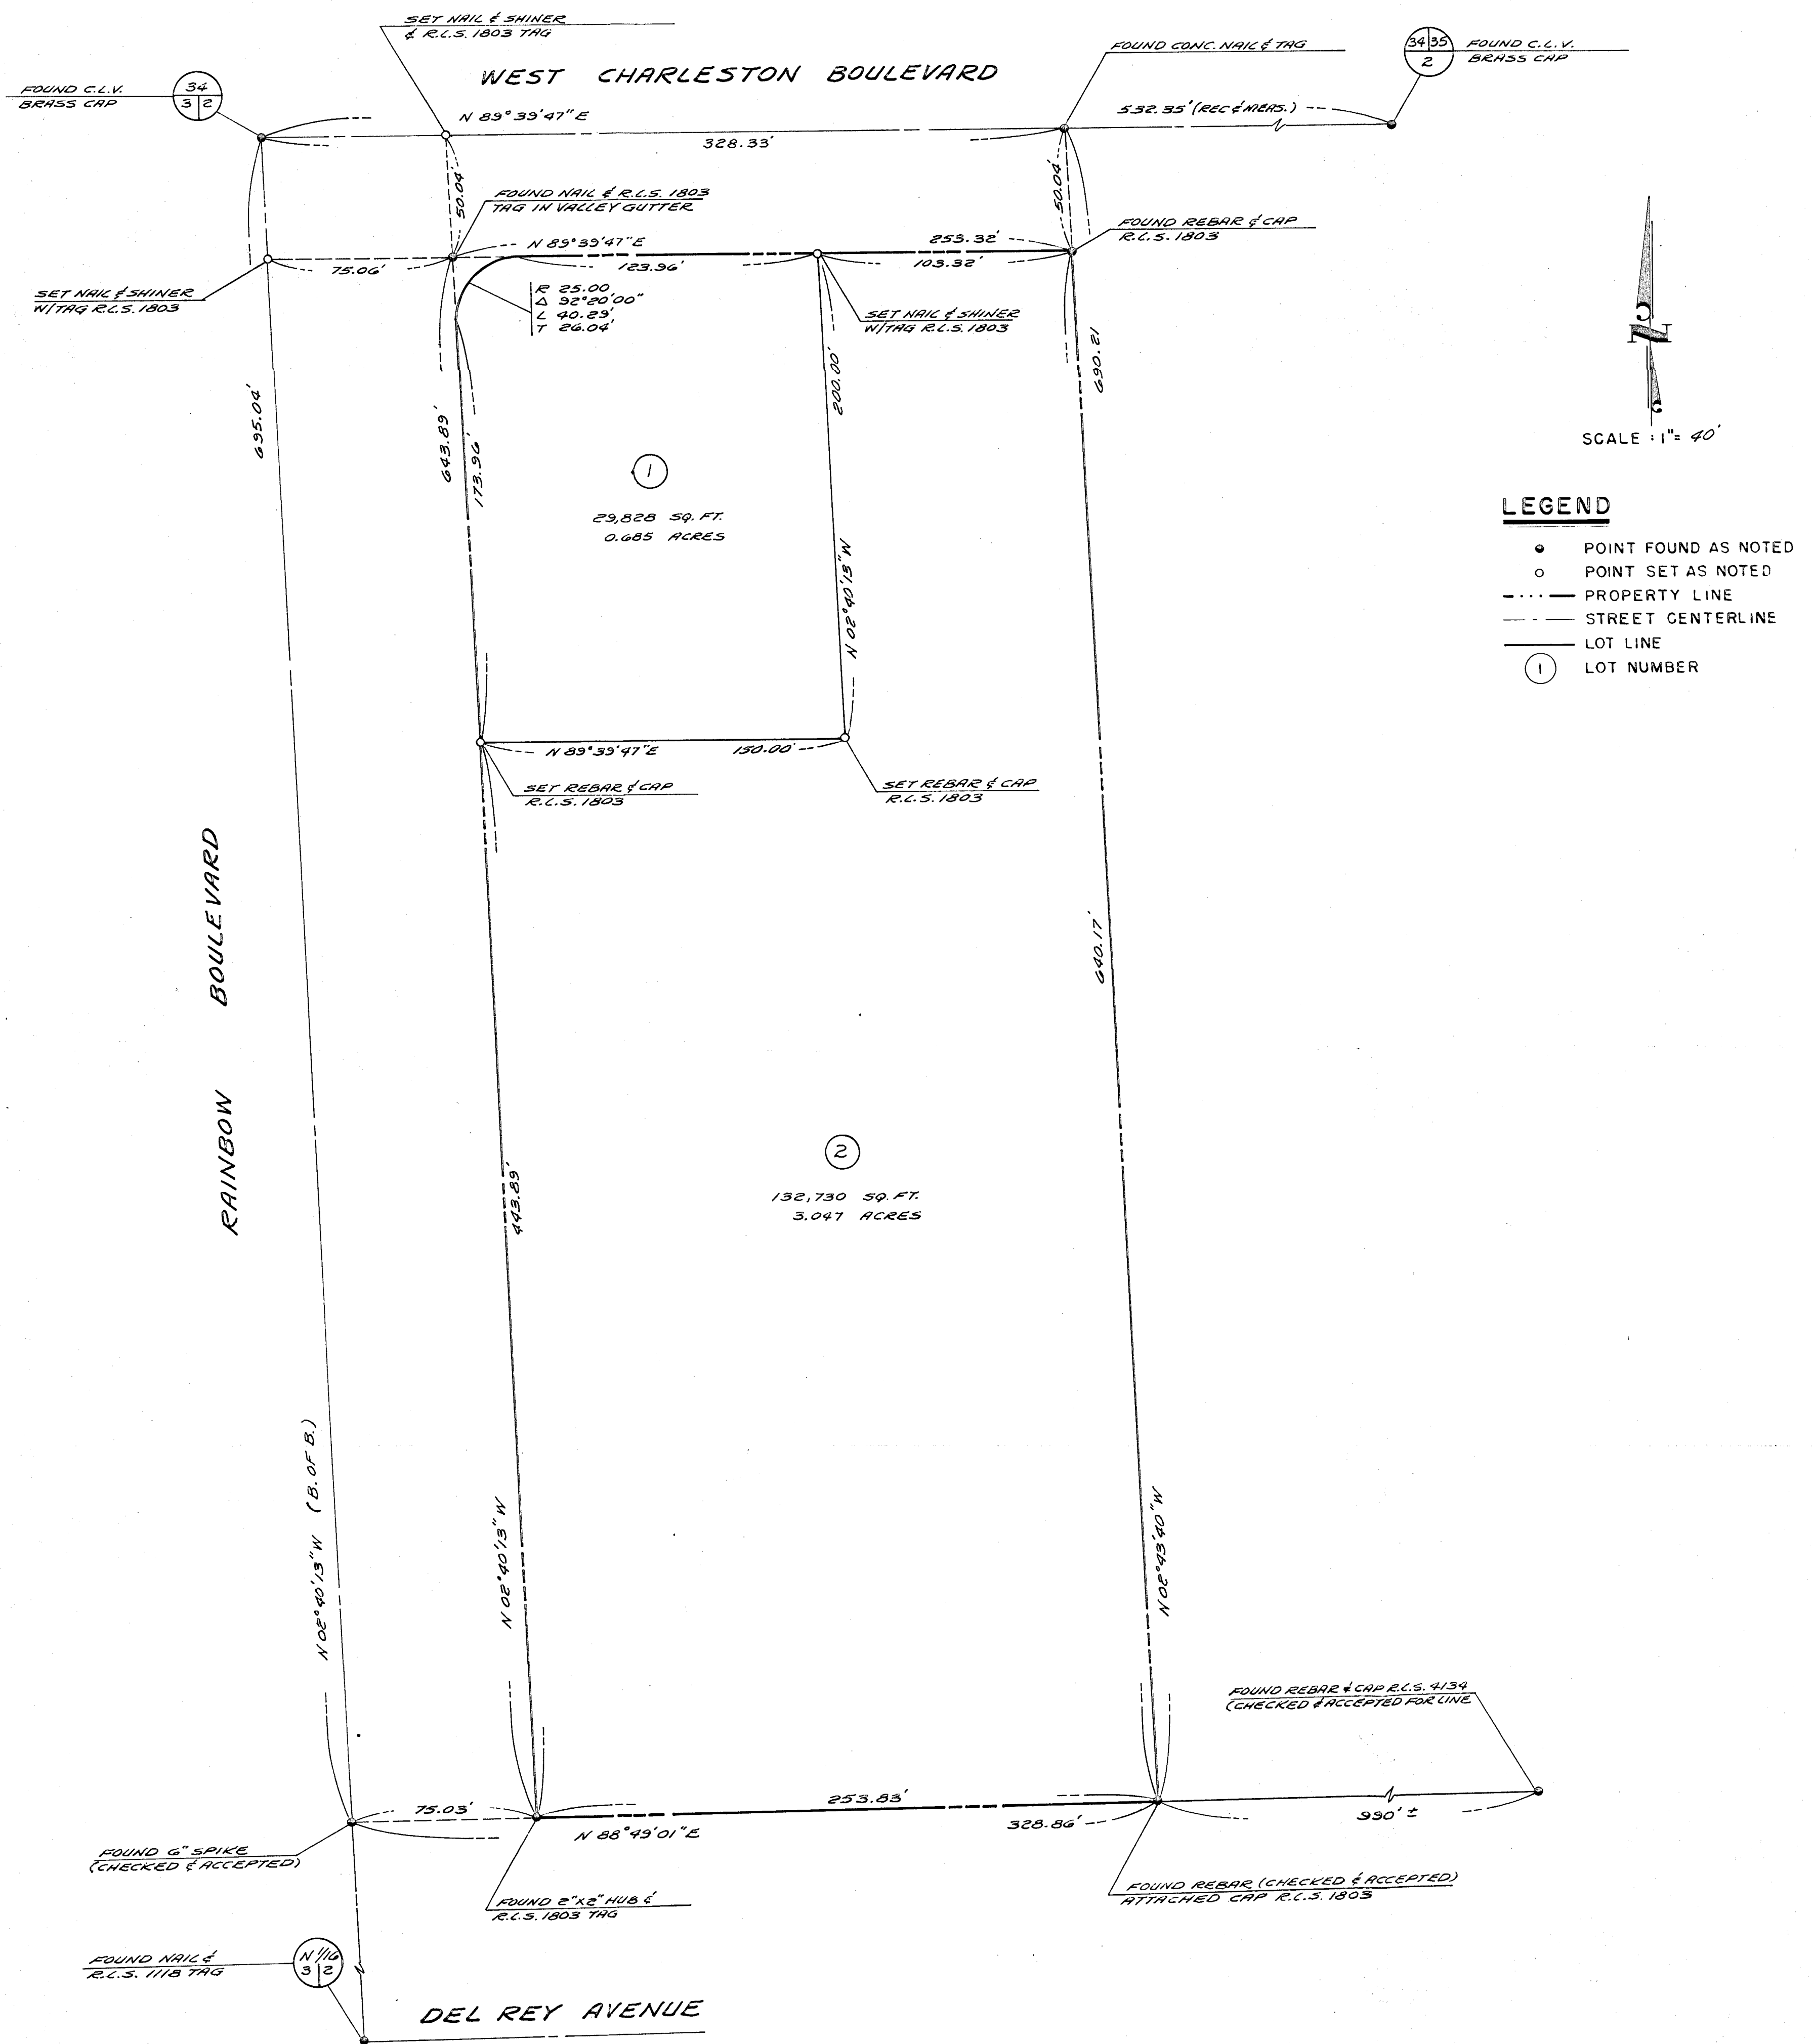 SET NAIL & SHINER
& R.L.S. 1803 TAG
WEST CHARLESTON BOULEVARD
FOUND CONC. NAIL & TAG
34|35
2
FOUND C.L.V.
BRASS CAP
FOUND C.L.V.
BRASS CAP
34
3|2
N 89°39'47"E
328.33'
532.35' (REC & MEAS.)
50.04'
50.04'
FOUND NAIL & R.L.S. 1803
TAG IN VALLEY GUTTER
FOUND REBAR & CAP
R.L.S. 1803
N 89°39'47"E
253.32'
75.06'
123.96'
103.32'
SET NAIL & SHINER
W/TAG R.L.S. 1803
R 25.00
Δ 92°20'00"
L 40.29'
T 26.04'
SET NAIL & SHINER
W/TAG R.L.S. 1803
N
SCALE : 1"= 40'
695.04'
643.89'
173.96'
200.00'
690.21
1
29,828 SQ. FT.
0.685 ACRES
N 02°40'13"W
LEGEND
POINT FOUND AS NOTED
POINT SET AS NOTED
PROPERTY LINE
STREET CENTERLINE
LOT LINE
1 LOT NUMBER
N 89°39'47"E
150.00'
SET REBAR & CAP
R.L.S. 1803
SET REBAR & CAP
R.L.S. 1803
RAINBOW BOULEVARD
640.17'
2
132,730 SQ. FT.
3.047 ACRES
443.89'
N 02°40'13"W (B. OF B.)
N 02°40'13"W
N 02°43'40"W
FOUND REBAR & CAP R.L.S. 4134
(CHECKED & ACCEPTED FOR LINE
75.03'
253.83'
N 88°49'01"E
328.86'
990' ±
FOUND 6" SPIKE
(CHECKED & ACCEPTED)
FOUND 2"X2" HUB &
R.L.S. 1803 TAG
FOUND REBAR (CHECKED & ACCEPTED)
ATTACHED CAP R.L.S. 1803
FOUND NAIL &
R.L.S. 1118 TAG
N 1/16
3|2
DEL REY AVENUE